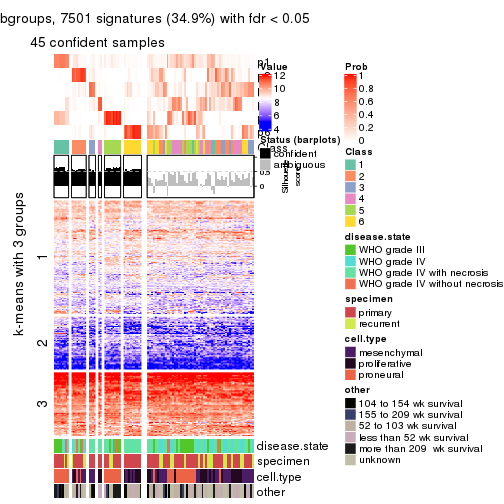 bgroups, 7501 signatures (34.9%) with fdr < 0.05
45 confident samples
k-means with 3 groups
1
2
3
Value
12
10
8
6
4
Status (barplots)
confident
ambiguous
0.5
0
Silhouette
score
disease.state
specimen
cell.type
other
Prob
1
0.8
0.6
0.4
0.2
0
Class
1
2
3
4
5
6
disease.state
WHO grade III
WHO grade IV
WHO grade IV with necrosis
WHO grade IV without necrosis
specimen
primary
recurrent
cell.type
mesenchymal
proliferative
proneural
other
104 to 154 wk survival
155 to 209 wk survival
52 to 103 wk survival
less than 52 wk survival
more than 209  wk survival
unknown